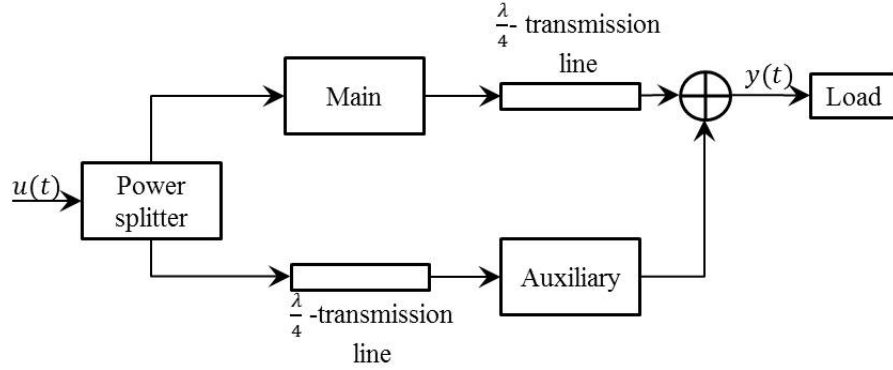 λ/4- transmission
line
Main
y(t)
Load
u(t)
Power
splitter
Auxiliary
λ/4 -transmission
line